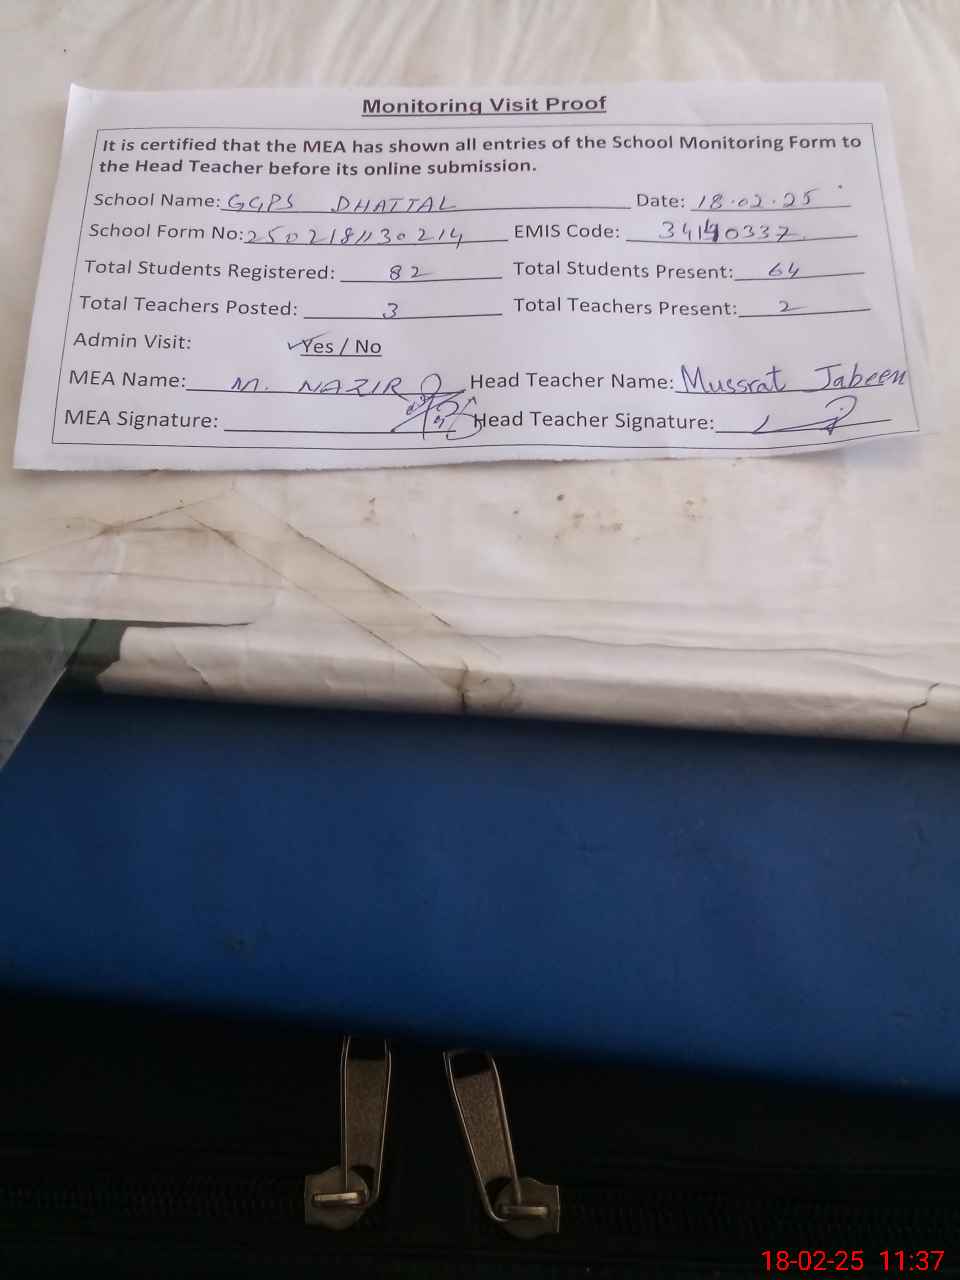 Monitoring Visit Proof
It is certified that the MEA has shown all entries of the School Monitoring Form to
the Head Teacher before its online submission.
School Name: GGPS DHATTAL Date: 18.02.25
School Form No: 2502181130214 EMIS Code: 34140337
Total Students Registered: 82 Total Students Present: 64
Total Teachers Posted: 3 Total Teachers Present: 2
Admin Visit: Yes / No
MEA Name: M. NAZIR Head Teacher Name: Mussrat Jabeen
MEA Signature: Head Teacher Signature:
18-02-25 11:37